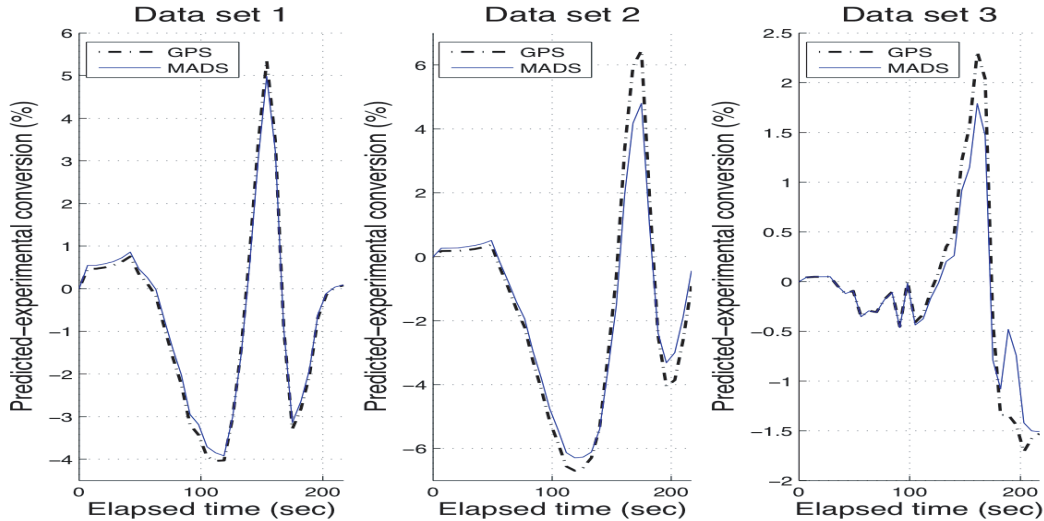 Data set 1
Predicted-experimental conversion (%)
6
5
4
3
2
1
0
-1
-2
-3
-4
GPS
MADS
0
100
200
Elapsed time (sec)
Data set 2
Predicted-experimental conversion (%)
6
4
2
0
-2
-4
-6
GPS
MADS
0
100
200
Elapsed time (sec)
Data set 3
Predicted-experimental conversion (%)
2.5
2
1.5
1
0.5
0
-0.5
-1
-1.5
-2
GPS
MADS
0
100
200
Elapsed time (sec)